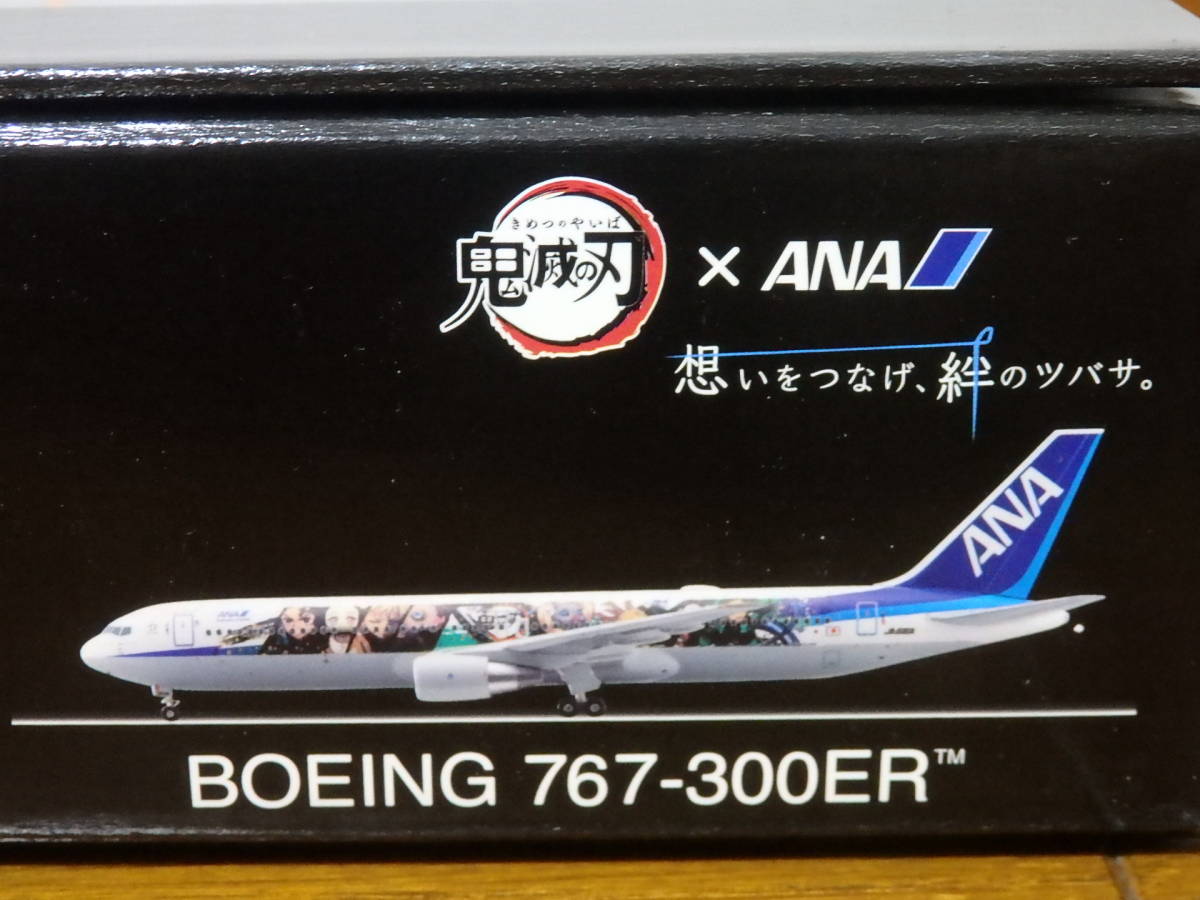 きめつのやいば
鬼滅の刃 × ANA
想いをつなげ、絆のツバサ。
ANA
ANA
BOEING 767-300ER™